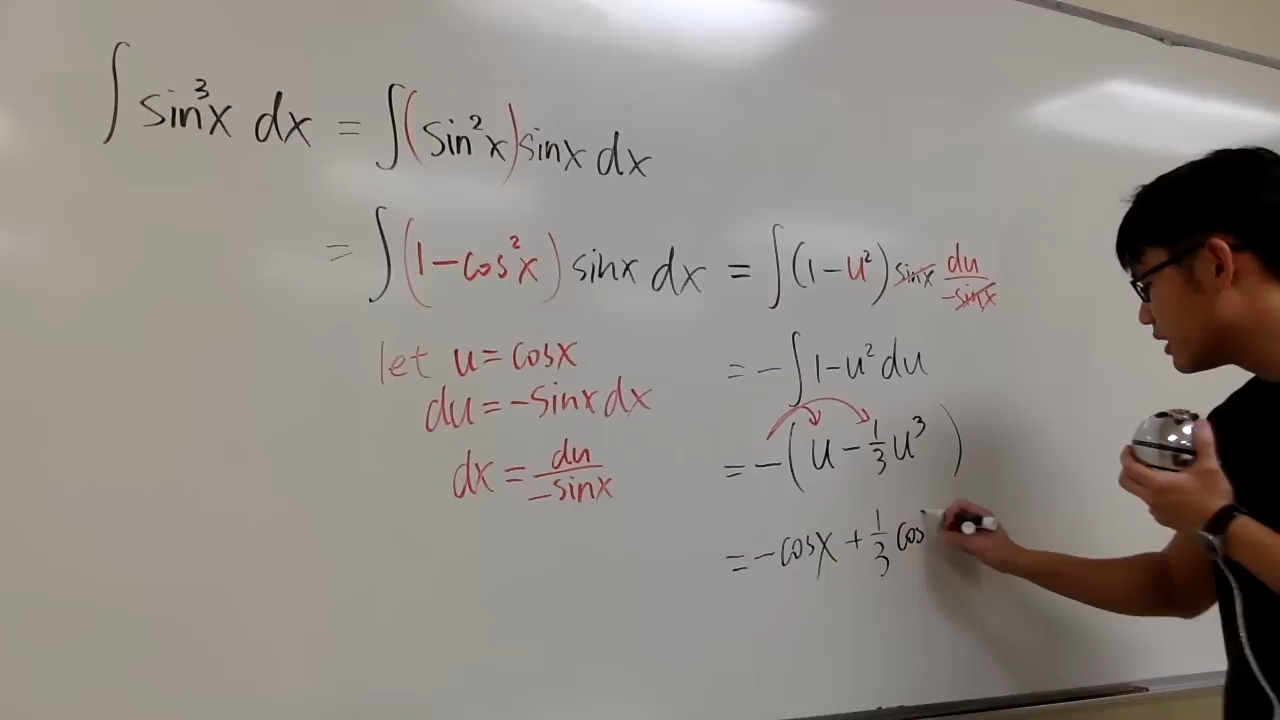 ∫ sin³x dx = ∫(sin²x)sinx dx
= ∫(1-cos²x) sinx dx = ∫(1-u²) sinx du/-sinx
let u = cosx
= -∫1-u² du
du = -sinx dx
= -(u - 1/3 u³)
dx = du/-sinx
= -cosx + 1/3 cos